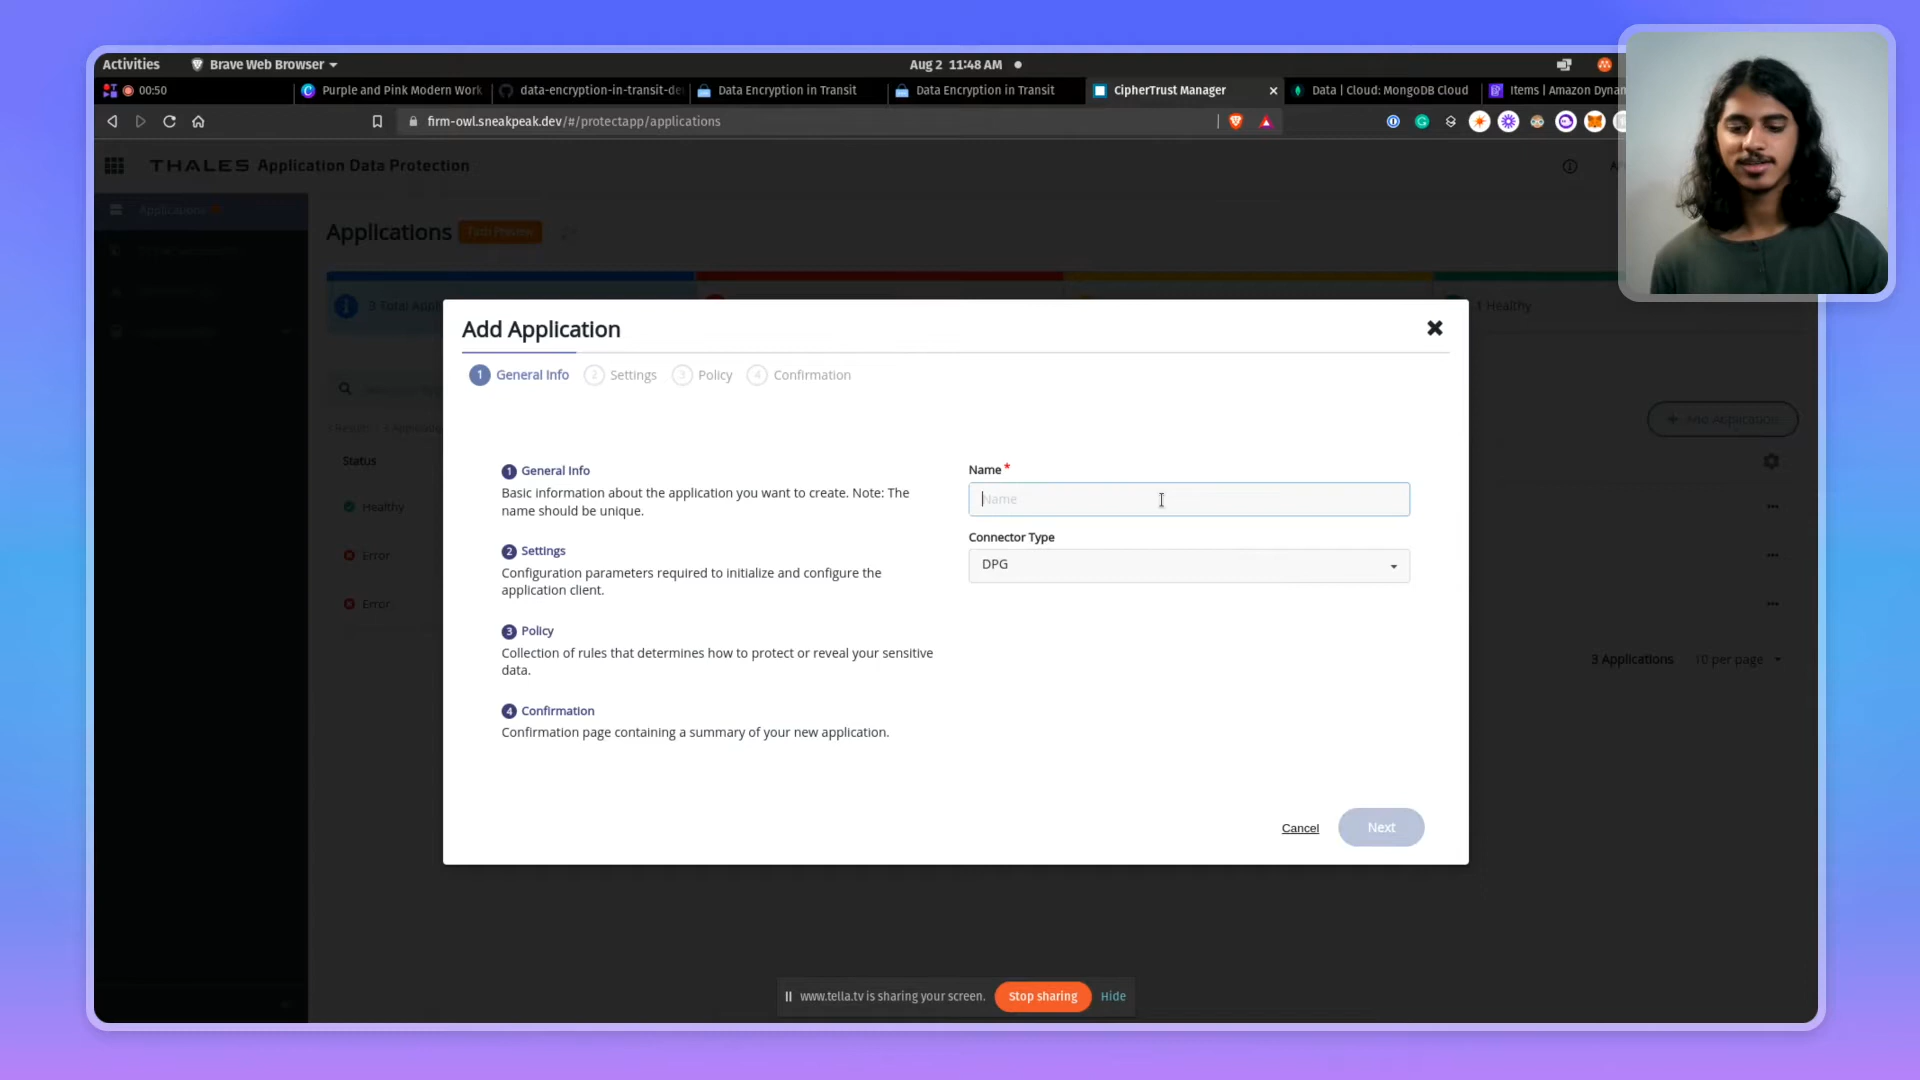 Activities
Brave Web Browser
Aug 2 11:48 AM
00:50
Purple and Pink Modern Work
data-encryption-in-transit-de
Data Encryption in Transit
Data Encryption in Transit
CipherTrust Manager
Data | Cloud: MongoDB Cloud
Items | Amazon Dynam
firm-owl.sneakpeak.dev/#/protectapp/applications
THALES Application Data Protection
Applications
Applications
Tech Preview
3 Total Appl
1 Healthy
Add Application
1 General Info
2 Settings
3 Policy
4 Confirmation
Add Application
Status
Healthy
Error
Error
1 General Info
Basic information about the application you want to create. Note: The
name should be unique.
2 Settings
Configuration parameters required to initialize and configure the
application client.
3 Policy
Collection of rules that determines how to protect or reveal your sensitive
data.
4 Confirmation
Confirmation page containing a summary of your new application.
Name *
Name
Connector Type
DPG
3 Applications
10 per page
Cancel
Next
www.tella.tv is sharing your screen.
Stop sharing
Hide